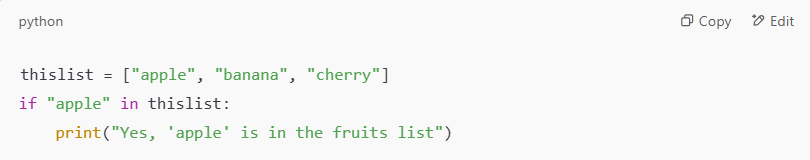 python Copy Edit
thislist = ["apple", "banana", "cherry"]
if "apple" in thislist:
    print("Yes, 'apple' is in the fruits list")